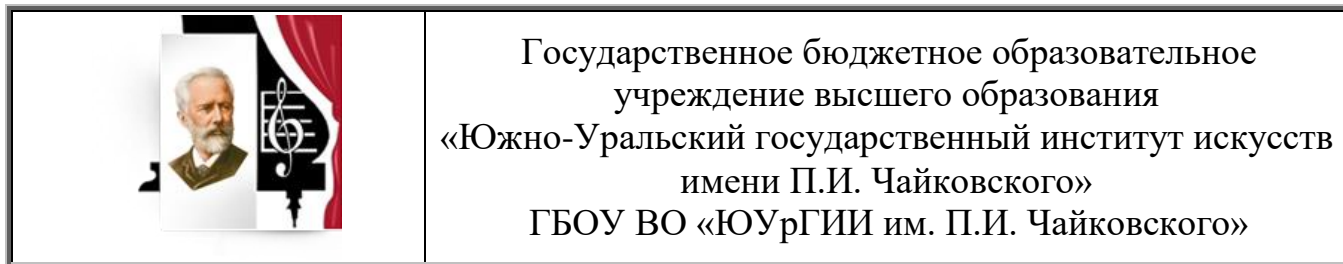 Государственное бюджетное образовательное
учреждение высшего образования
«Южно-Уральский государственный институт искусств
имени П.И. Чайковского»
ГБОУ ВО «ЮУрГИИ им. П.И. Чайковского»